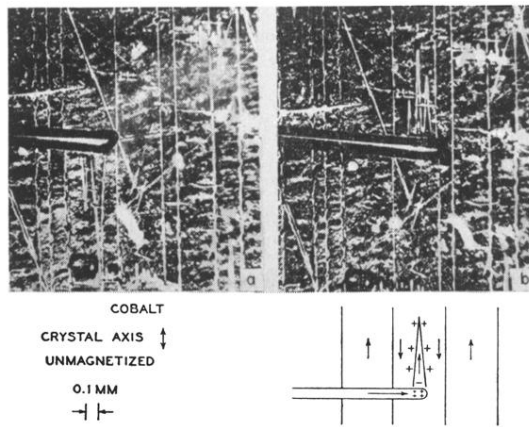 a
b
COBALT
CRYSTAL AXIS
UNMAGNETIZED
0.1 MM
+ +
+ +
+ +
−